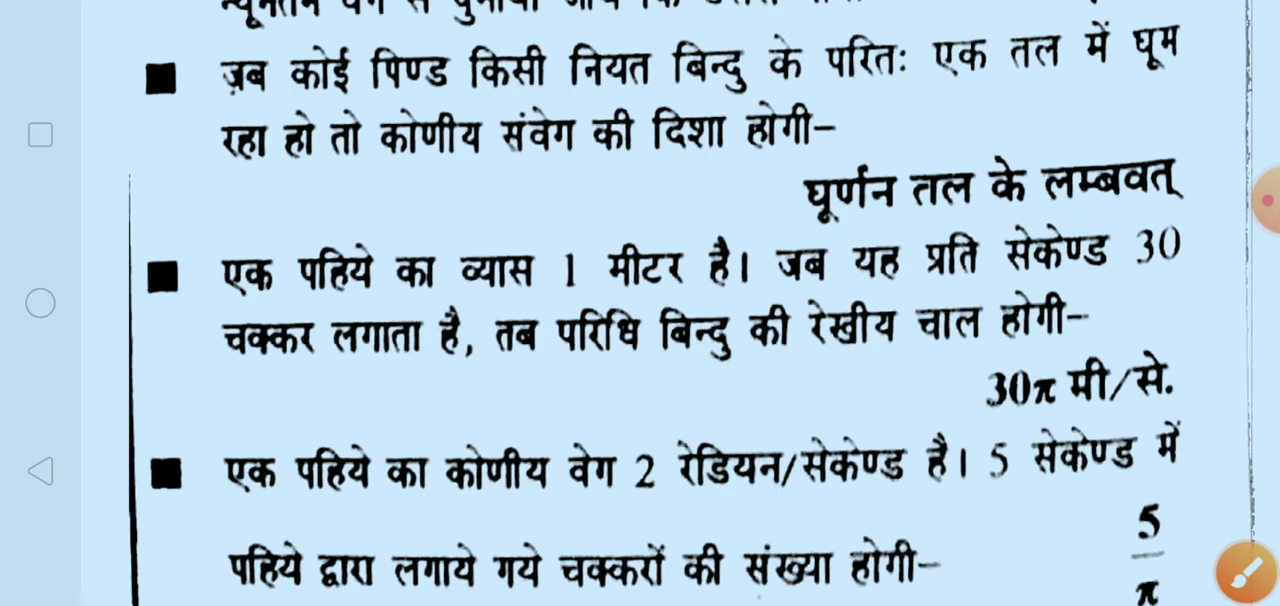 जब कोई पिण्ड किसी नियत बिन्दु के परितः एक तल में घूम
रहा हो तो कोणीय संवेग की दिशा होगी–
घूर्णन तल के लम्बवत्
एक पहिये का व्यास 1 मीटर है। जब यह प्रति सेकेण्ड 30
चक्कर लगाता है, तब परिधि बिन्दु की रेखीय चाल होगी–
30π मी/से.
एक पहिये का कोणीय वेग 2 रेडियन/सेकेण्ड है। 5 सेकेण्ड में
पहिये द्वारा लगाये गये चक्करों की संख्या होगी– 5/π